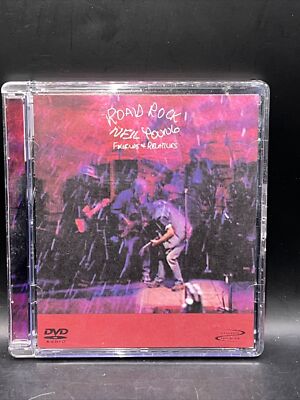 ROAD ROCK
NEIL YOUNG
FRIENDS & RELATIVES
DVD
AUDIO